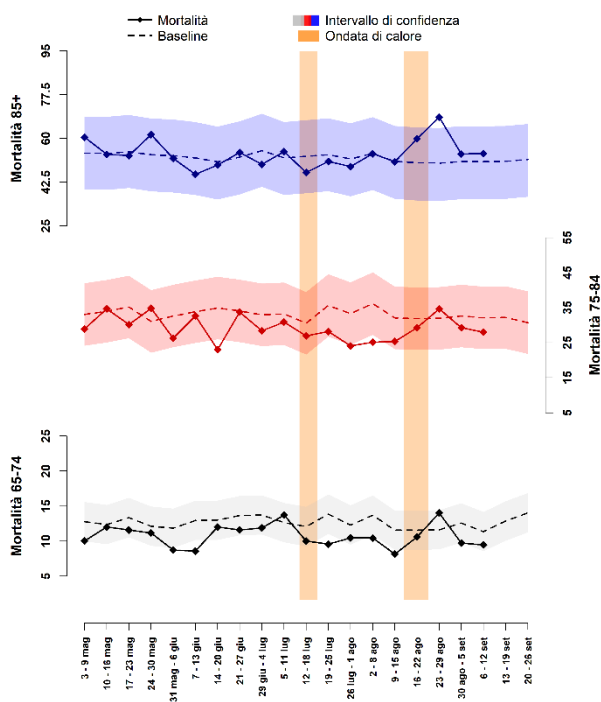 Mortalità
Intervallo di confidenza
Baseline
Ondata di calore
Mortalità 85+
95
77.5
60
42.5
25
Mortalità 75-84
55
45
35
25
15
5
Mortalità 65-74
25
20
15
10
5
3 - 9 mag
10 - 16 mag
17 - 23 mag
24 - 30 mag
31 mag - 6 giu
7 - 13 giu
14 - 20 giu
21 - 27 giu
29 giu - 4 lug
5 - 11 lug
12 - 18 lug
19 - 25 lug
26 lug - 1 ago
2 - 8 ago
9 - 15 ago
16 - 22 ago
23 - 29 ago
30 ago - 5 set
6 - 12 set
13 - 19 set
20 - 26 set